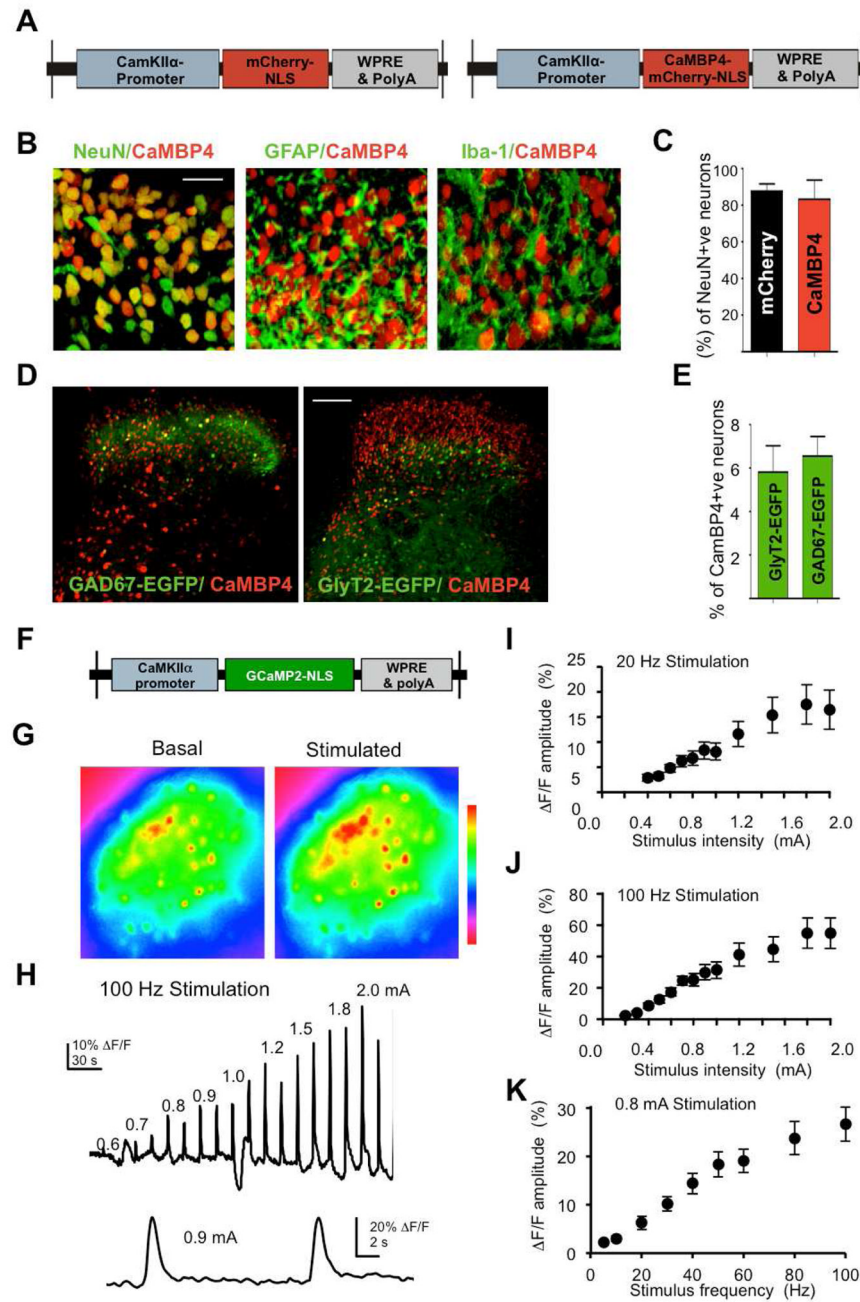 A
CamKIIα-
Promoter
mCherry-
NLS
WPRE
& PolyA
CamKIIα-
Promoter
CaMBP4-
mCherry-NLS
WPRE
& PolyA
B
NeuN/CaMBP4
GFAP/CaMBP4
Iba-1/CaMBP4
C
(%) of NeuN+ve neurons
100
80
60
40
20
mCherry
CaMBP4
D
GAD67-EGFP/ CaMBP4
GlyT2-EGFP/ CaMBP4
E
% of CamBP4+ve neurons
8
6
4
2
GlyT2-EGFP
GAD67-EGFP
F
CaMKIIα
promoter
GCaMP2-NLS
WPRE
& polyA
G
Basal
Stimulated
H
100 Hz Stimulation
10% ΔF/F
30 s
0.6
0.7
0.8
0.9
1.0
1.2
1.5
1.8
2.0 mA
0.9 mA
20% ΔF/F
2 s
I
20 Hz Stimulation
ΔF/F amplitude (%)
25
20
15
10
5
0
0.0 0.4 0.8 1.2 1.6 2.0
Stimulus intensity (mA)
J
100 Hz Stimulation
ΔF/F amplitude (%)
100
80
60
40
20
0
0.0 0.4 0.8 1.2 1.6 2.0
Stimulus intensity (mA)
K
0.8 mA Stimulation
ΔF/F amplitude (%)
30
20
10
0
0 20 40 60 80 100
Stimulus frequency (Hz)